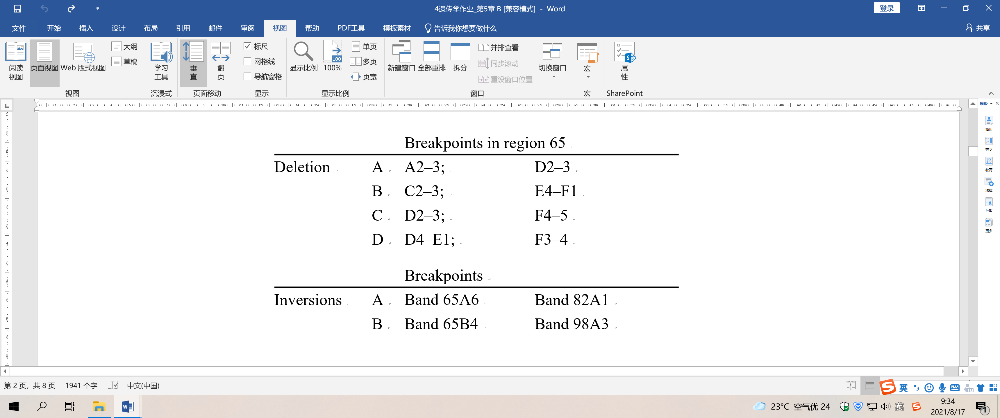 4遗传学作业_第5章 B [兼容模式] - Word
登录
文件 开始 插入 设计 布局 引用 邮件 审阅 视图 帮助 PDF工具 模板素材 告诉我你想要做什么 共享
阅读视图 页面视图 Web 版式视图 大纲 草稿
学习工具
垂直 翻页
标尺 网格线 导航窗格
显示比例 100% 单页 多页 页宽
新建窗口 全部重排 拆分 并排查看 同步滚动 重设窗口位置 切换窗口
宏
属性
视图 沉浸式 页面移动 显示 显示比例 窗口 宏 SharePoint
模板
简历
范文
教育
法律
行政
更多
Breakpoints in region 65
Deletion A A2–3; D2–3
B C2–3; E4–F1
C D2–3; F4–5
D D4–E1; F3–4
Breakpoints
Inversions A Band 65A6 Band 82A1
B Band 65B4 Band 98A3
第 2 页，共 8 页 1941 个字 中文(中国)
英
23°C 空气优 24 英 9:34
2021/8/17
1